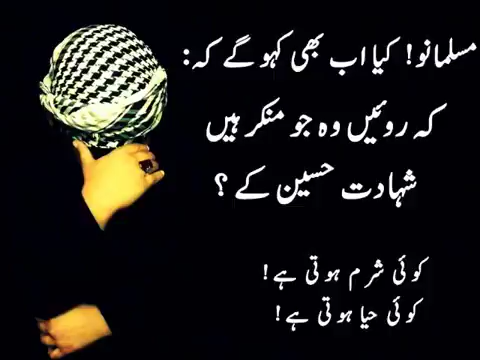 مسلمانو! کیا اب بھی کہو گے کہ:
کہ روئیں وہ جو منکر ہیں
شہادت حسین کے ؟
کوئی شرم ہوتی ہے!
کوئی حیا ہوتی ہے!